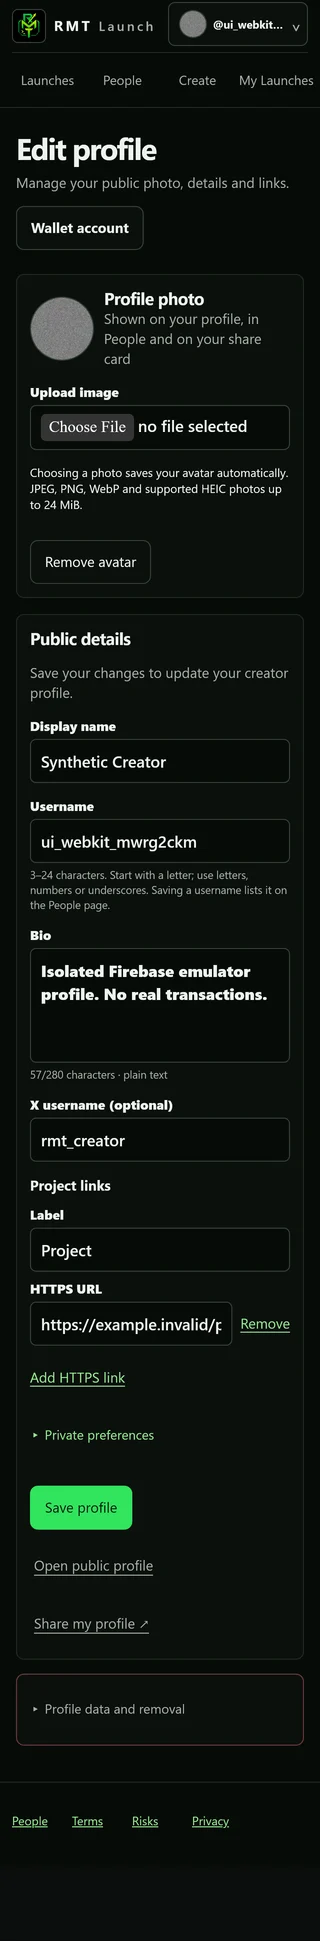 RMT Launch
@ui_webkit...
Launches People Create My Launches
Edit profile
Manage your public photo, details and links.
Wallet account
Profile photo
Shown on your profile, in
People and on your share
card
Upload image
Choose File no file selected
Choosing a photo saves your avatar automatically.
JPEG, PNG, WebP and supported HEIC photos up
to 24 MiB.
Remove avatar
Public details
Save your changes to update your creator
profile.
Display name
Synthetic Creator
Username
ui_webkit_mwrg2ckm
3–24 characters. Start with a letter; use letters,
numbers or underscores. Saving a username lists it on
the People page.
Bio
Isolated Firebase emulator
profile. No real transactions.
57/280 characters · plain text
X username (optional)
rmt_creator
Project links
Label
Project
HTTPS URL
https://example.invalid/p
Remove
Add HTTPS link
▸ Private preferences
Save profile
Open public profile
Share my profile ↗
▸ Profile data and removal
People Terms Risks Privacy